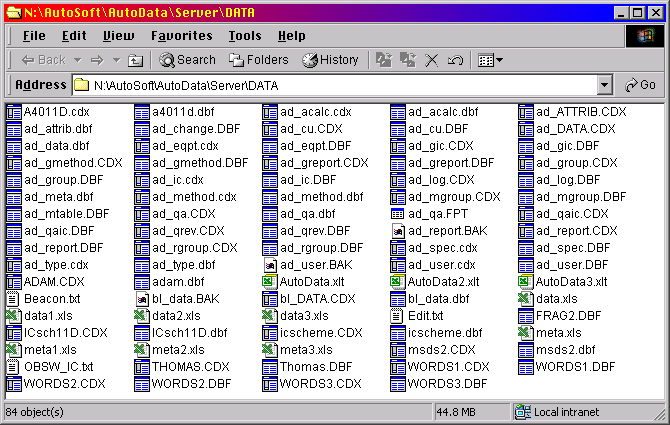 N:\AutoSoft\AutoData\Server\DATA
File Edit View Favorites Tools Help
Back Search Folders History
Address N:\AutoSoft\AutoData\Server\DATA Go
A4011D.cdx a4011d.dbf ad_acalc.cdx ad_acalc.dbf ad_ATTRIB.CDX
ad_attrib.dbf ad_change.DBF ad_cu.CDX ad_cu.DBF ad_DATA.CDX
ad_data.dbf ad_eqpt.cdx ad_eqpt.DBF ad_gic.CDX ad_gic.DBF
ad_gmethod.CDX ad_gmethod.DBF ad_greport.CDX ad_greport.DBF ad_group.CDX
ad_group.DBF ad_ic.cdx ad_ic.DBF ad_log.CDX ad_log.DBF
ad_meta.dbf ad_method.cdx ad_method.dbf ad_mgroup.CDX ad_mgroup.DBF
ad_mtable.DBF ad_qa.CDX ad_qa.dbf ad_qa.FPT ad_qaic.CDX
ad_qaic.DBF ad_qrev.CDX ad_qrev.DBF ad_report.BAK ad_report.CDX
ad_report.DBF ad_rgroup.CDX ad_rgroup.DBF ad_spec.cdx ad_spec.DBF
ad_type.cdx ad_type.dbf ad_user.BAK ad_user.cdx ad_user.DBF
ADAM.CDX adam.dbf AutoData.xlt AutoData2.xlt AutoData3.xlt
Beacon.txt bl_data.BAK bl_DATA.CDX bl_data.dbf data.xls
data1.xls data2.xls data3.xls Edit.txt FRAG2.DBF
ICsch11D.CDX ICsch11D.dbf icscheme.CDX icscheme.dbf meta.xls
meta1.xls meta2.xls meta3.xls msds2.CDX msds2.dbf
OBSW_IC.txt THOMAS.CDX Thomas.DBF WORDS1.CDX WORDS1.DBF
WORDS2.CDX WORDS2.DBF WORDS3.CDX WORDS3.DBF
84 object(s) 44.8 MB Local intranet